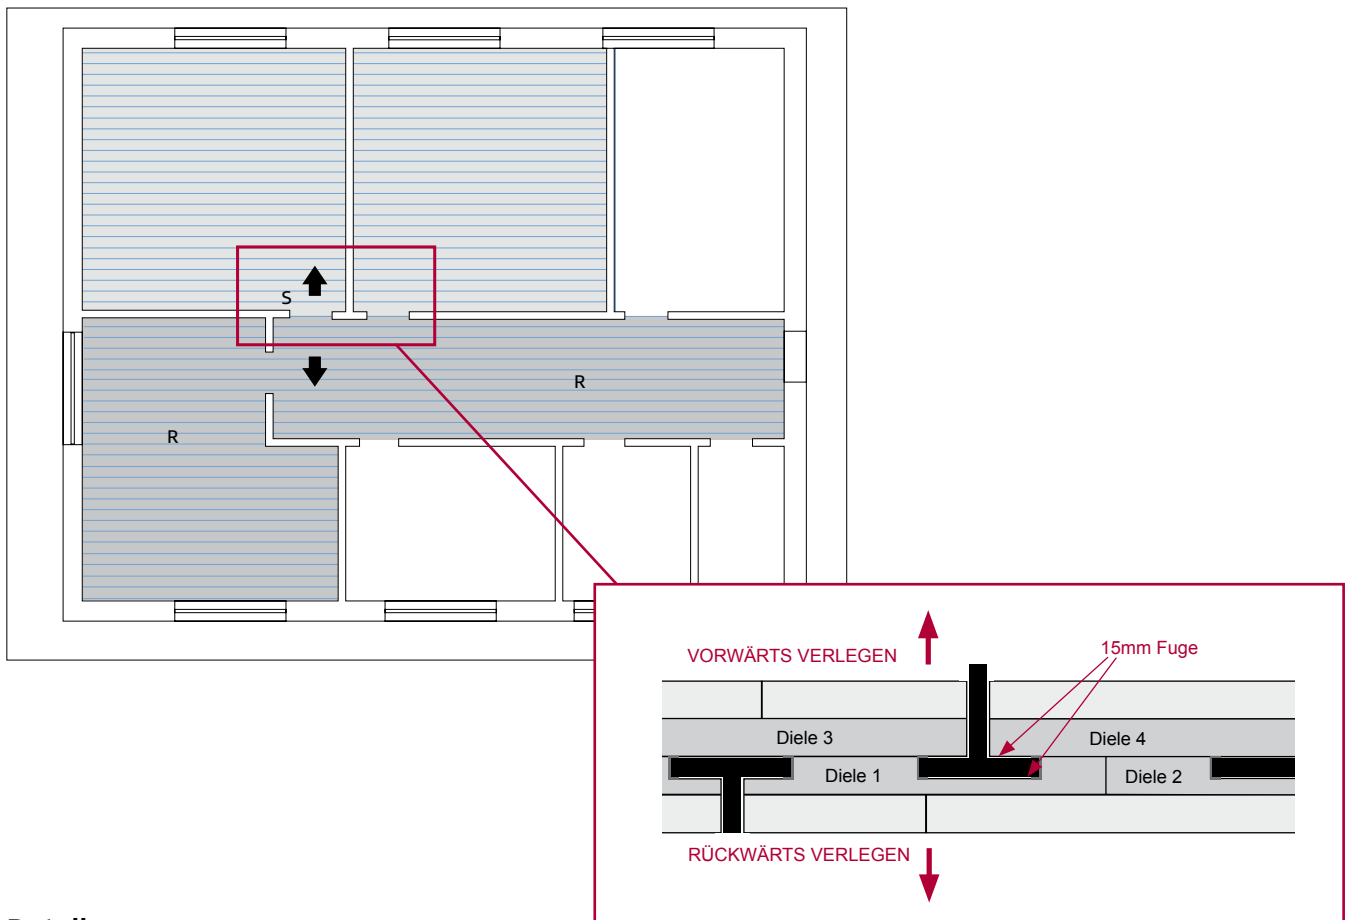 S
R
R
VORWÄRTS VERLEGEN
15mm Fuge
Diele 3
Diele 4
Diele 1
Diele 2
RÜCKWÄRTS VERLEGEN